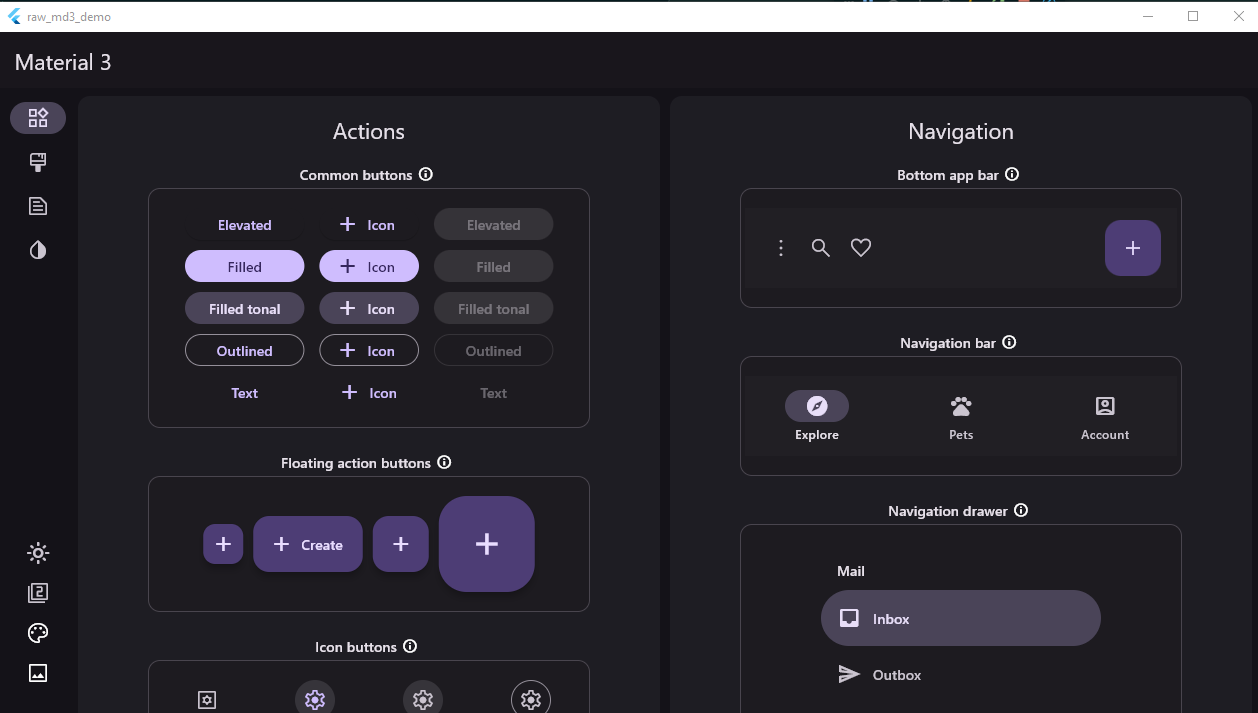 raw_md3_demo
Material 3
Actions
Common buttons
Elevated Icon Elevated
Filled Icon Filled
Filled tonal Icon Filled tonal
Outlined Icon Outlined
Text Icon Text
Floating action buttons
Create
Icon buttons
Navigation
Bottom app bar
Navigation bar
Explore Pets Account
Navigation drawer
Mail
Inbox
Outbox
2